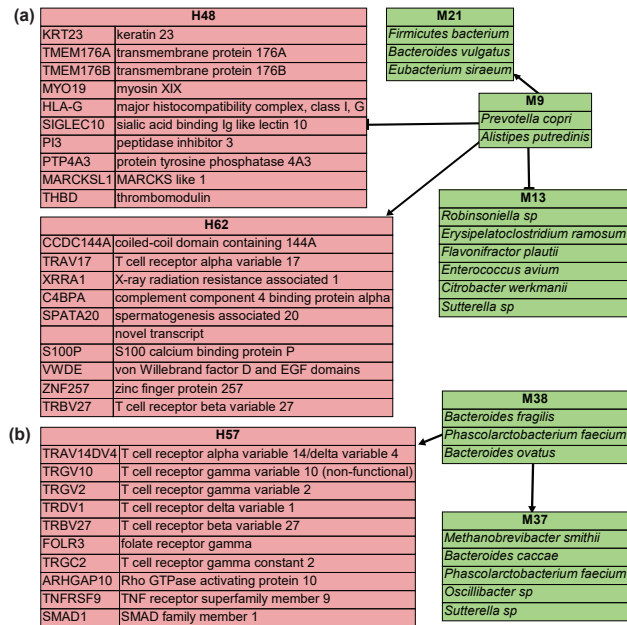 (a)
H48
KRT23 keratin 23
TMEM176A transmembrane protein 176A
TMEM176B transmembrane protein 176B
MYO19 myosin XIX
HLA-G major histocompatibility complex, class I, G
SIGLEC10 sialic acid binding Ig like lectin 10
PI3 peptidase inhibitor 3
PTP4A3 protein tyrosine phosphatase 4A3
MARCKSL1 MARCKS like 1
THBD thrombomodulin
M21
Firmicutes bacterium
Bacteroides vulgatus
Eubacterium siraeum
M9
Prevotella copri
Alistipes putredinis
M13
Robinsoniella sp
Erysipelatoclostridium ramosum
Flavonifractor plautii
Enterococcus avium
Citrobacter werkmanii
Sutterella sp
H62
CCDC144A coiled-coil domain containing 144A
TRAV17 T cell receptor alpha variable 17
XRRA1 X-ray radiation resistance associated 1
C4BPA complement component 4 binding protein alpha
SPATA20 spermatogenesis associated 20
novel transcript
S100P S100 calcium binding protein P
VWDE von Willebrand factor D and EGF domains
ZNF257 zinc finger protein 257
TRBV27 T cell receptor beta variable 27
(b)
H57
TRAV14DV4 T cell receptor alpha variable 14/delta variable 4
TRGV10 T cell receptor gamma variable 10 (non-functional)
TRGV2 T cell receptor gamma variable 2
TRDV1 T cell receptor delta variable 1
TRBV27 T cell receptor beta variable 27
FOLR3 folate receptor gamma
TRGC2 T cell receptor gamma constant 2
ARHGAP10 Rho GTPase activating protein 10
TNFRSF9 TNF receptor superfamily member 9
SMAD1 SMAD family member 1
M38
Bacteroides fragilis
Phascolarctobacterium faecium
Bacteroides ovatus
M37
Methanobrevibacter smithii
Bacteroides caccae
Phascolarctobacterium faecium
Oscillibacter sp
Sutterella sp